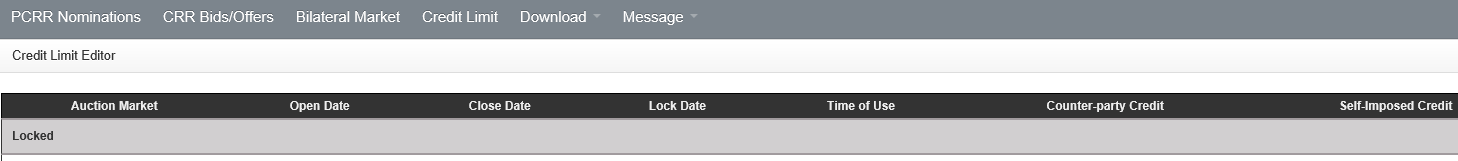 PCRR Nominations CRR Bids/Offers Bilateral Market Credit Limit Download Message
Credit Limit Editor
Auction Market Open Date Close Date Lock Date Time of Use Counter-party Credit Self-Imposed Credit
Locked